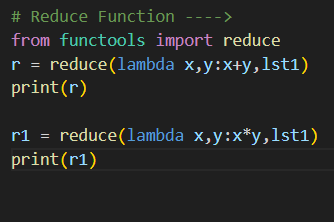 # Reduce Function ---->
from functools import reduce
r = reduce(lambda x,y:x+y,lst1)
print(r)
r1 = reduce(lambda x,y:x*y,lst1)
print(r1)